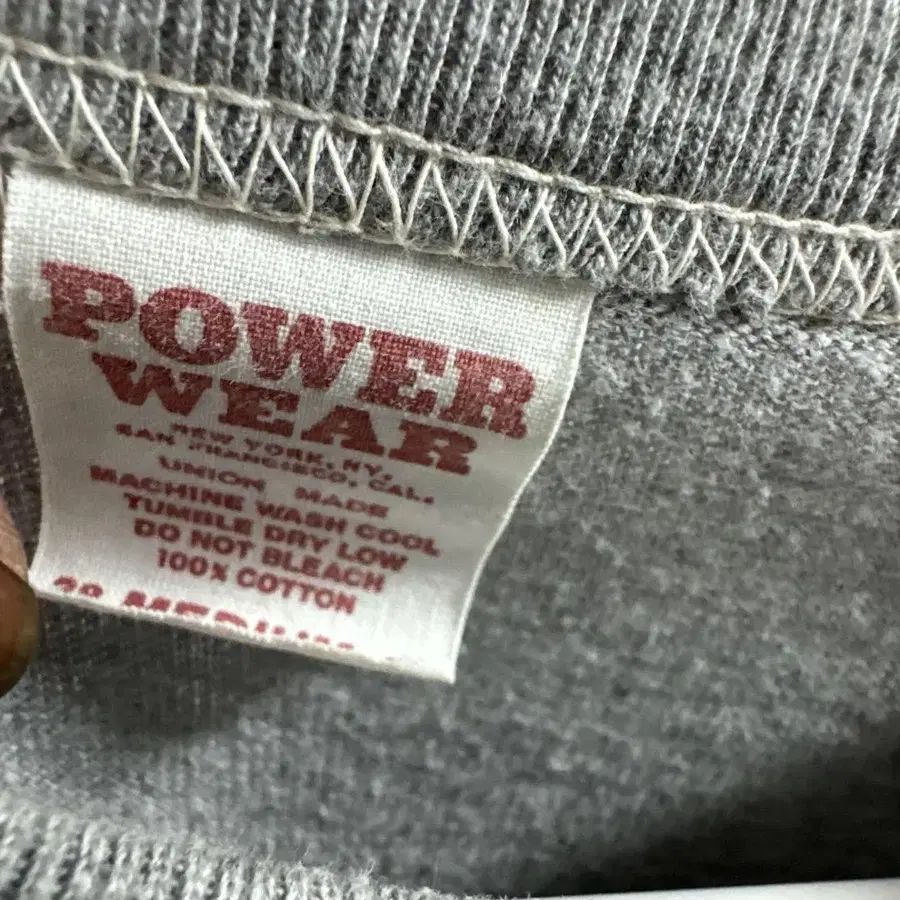 POWER
WEAR
NEW YORK, NY.
SAN FRANCISCO, CAL.
UNION MADE
MACHINE WASH COOL
TUMBLE DRY LOW
DO NOT BLEACH
100% COTTON
MEDIUM